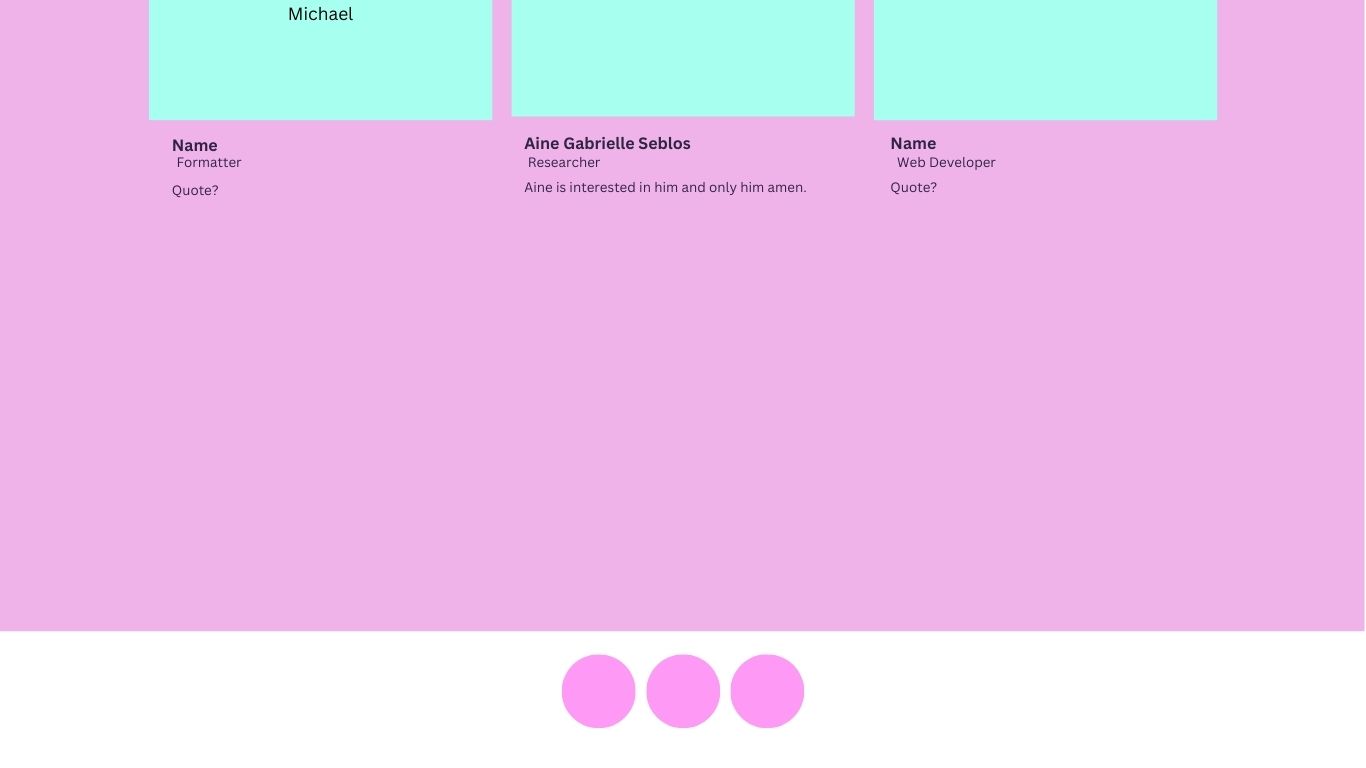 Michael
Name
Formatter
Quote?
Aine Gabrielle Seblos
Researcher
Aine is interested in him and only him amen.
Name
Web Developer
Quote?